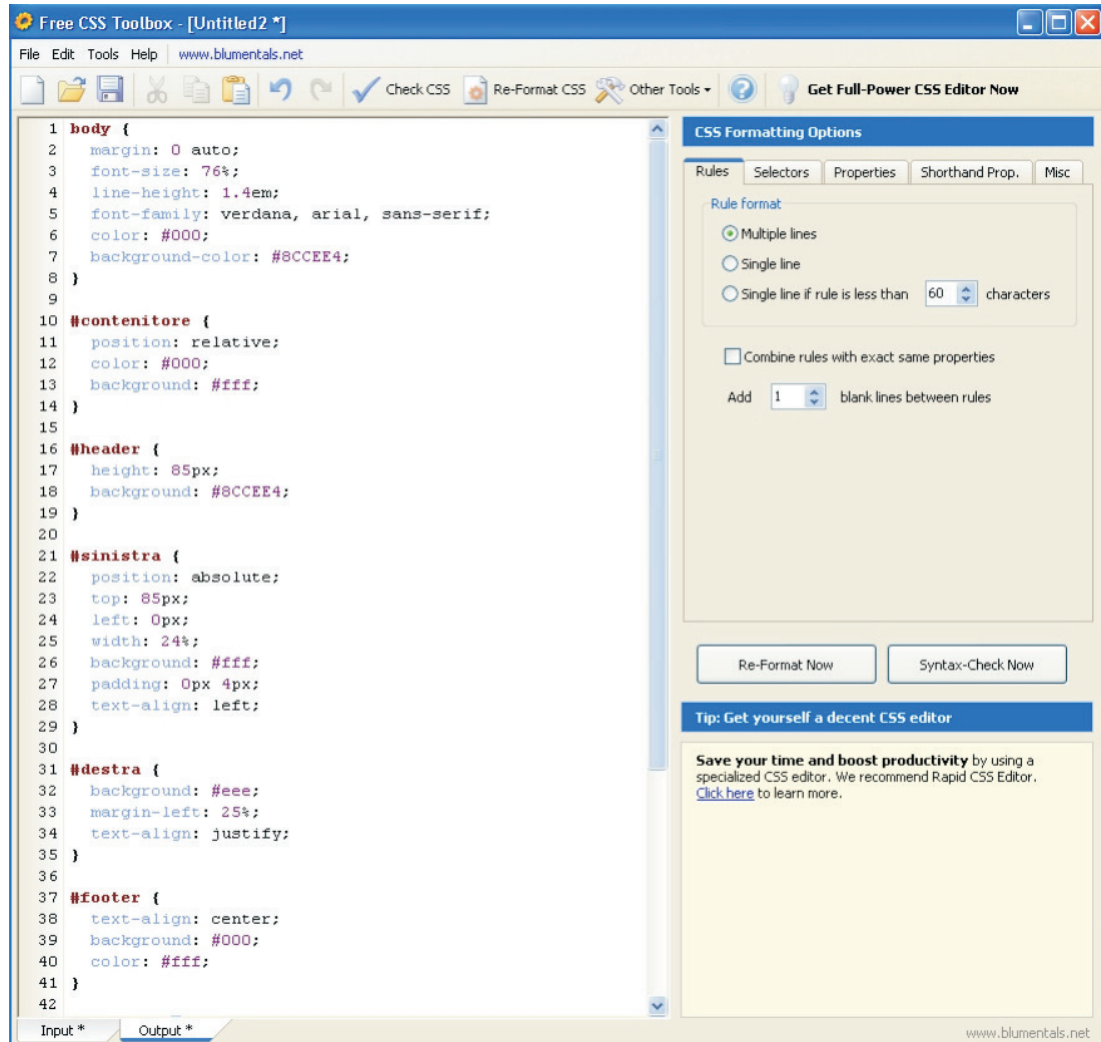 Free CSS Toolbox - [Untitled2 *]
File Edit Tools Help www.blumentals.net
Check CSS Re-Format CSS Other Tools Get Full-Power CSS Editor Now
1 body {
2 margin: 0 auto;
3 font-size: 76%;
4 line-height: 1.4em;
5 font-family: verdana, arial, sans-serif;
6 color: #000;
7 background-color: #8CCEE4;
8 }
9
10 #contenitore {
11 position: relative;
12 color: #000;
13 background: #fff;
14 }
15
16 #header {
17 height: 85px;
18 background: #8CCEE4;
19 }
20
21 #sinistra {
22 position: absolute;
23 top: 85px;
24 left: 0px;
25 width: 24%;
26 background: #fff;
27 padding: 0px 4px;
28 text-align: left;
29 }
30
31 #destra {
32 background: #eee;
33 margin-left: 25%;
34 text-align: justify;
35 }
36
37 #footer {
38 text-align: center;
39 background: #000;
40 color: #fff;
41 }
42
Input * Output *
CSS Formatting Options
Rules Selectors Properties Shorthand Prop. Misc
Rule format
Multiple lines
Single line
Single line if rule is less than 60 characters
Combine rules with exact same properties
Add 1 blank lines between rules
Re-Format Now Syntax-Check Now
Tip: Get yourself a decent CSS editor
Save your time and boost productivity by using a
specialized CSS editor. We recommend Rapid CSS Editor.
Click here to learn more.
www.blumentals.net